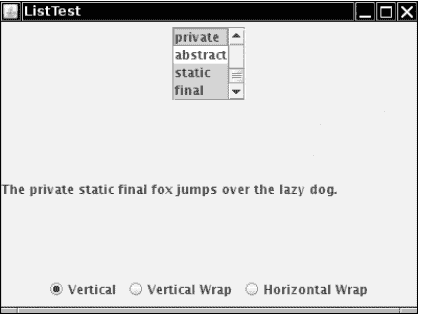 ListTest
private
abstract
static
final
The private static final fox jumps over the lazy dog.
Vertical Vertical Wrap Horizontal Wrap